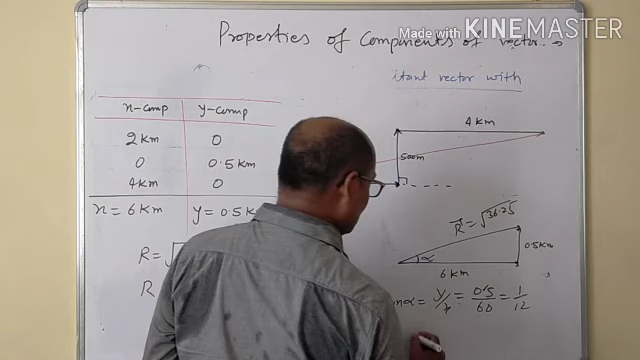 Made with KINEMASTER
Properties of Components of vector
itant vector with
x-comp y-comp
2 km 0
0 0.5 km
4 km 0
x = 6 km y = 0.5 k
4 km
500m
R = √36.25
α
0.5 km
6 km
R = √
R
nα = y/x = 0.5/60 = 1/12